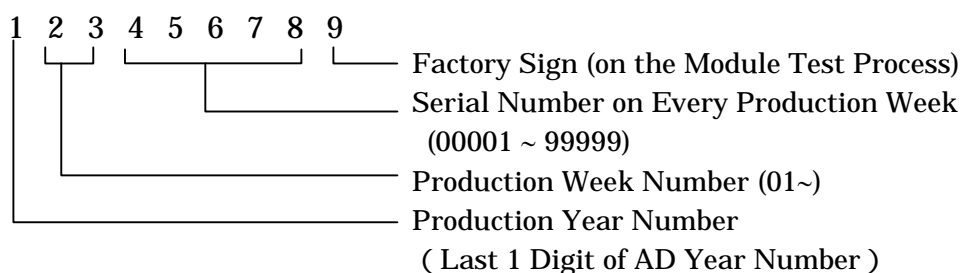 1 2 3 4 5 6 7 8 9
Factory Sign (on the Module Test Process)
Serial Number on Every Production Week
(00001 ~ 99999)
Production Week Number (01~)
Production Year Number
( Last 1 Digit of AD Year Number )